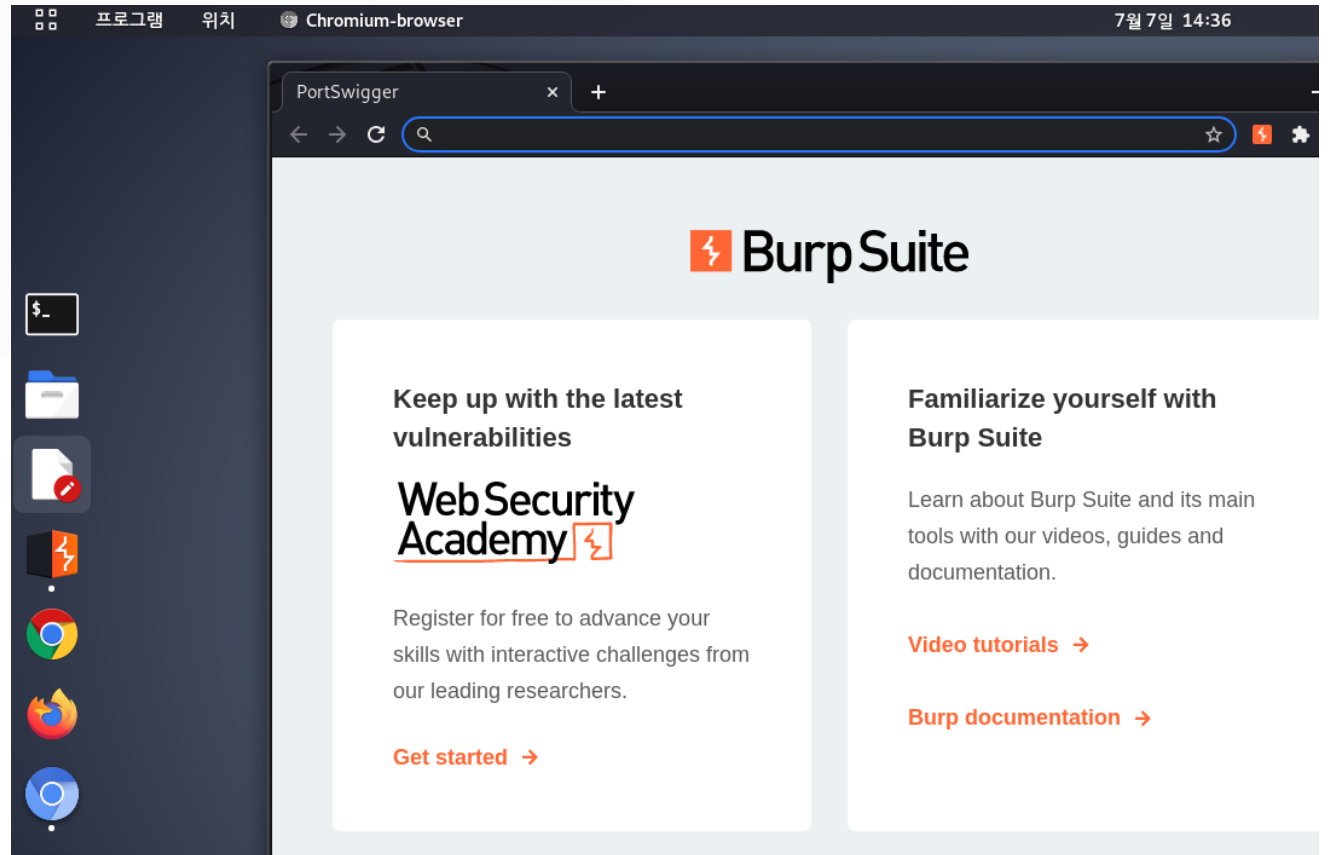 프로그램 위치 Chromium-browser 7월 7일 14:36
PortSwigger
Burp Suite
$_
Keep up with the latest
vulnerabilities
Web Security
Academy
Register for free to advance your
skills with interactive challenges from
our leading researchers.
Get started →
Familiarize yourself with
Burp Suite
Learn about Burp Suite and its main
tools with our videos, guides and
documentation.
Video tutorials →
Burp documentation →